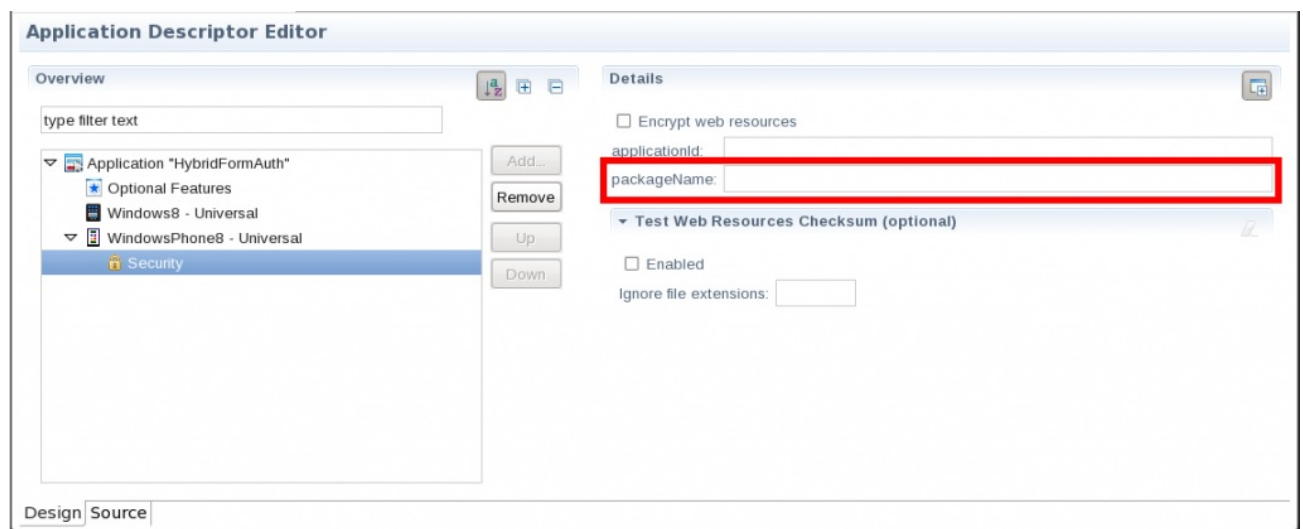 Application Descriptor Editor
Overview
type filter text
Application "HybridFormAuth"
Optional Features
Windows8 - Universal
WindowsPhone8 - Universal
Security
Add...
Remove
Up
Down
Details
Encrypt web resources
applicationId:
packageName:
Test Web Resources Checksum (optional)
Enabled
Ignore file extensions:
Design Source